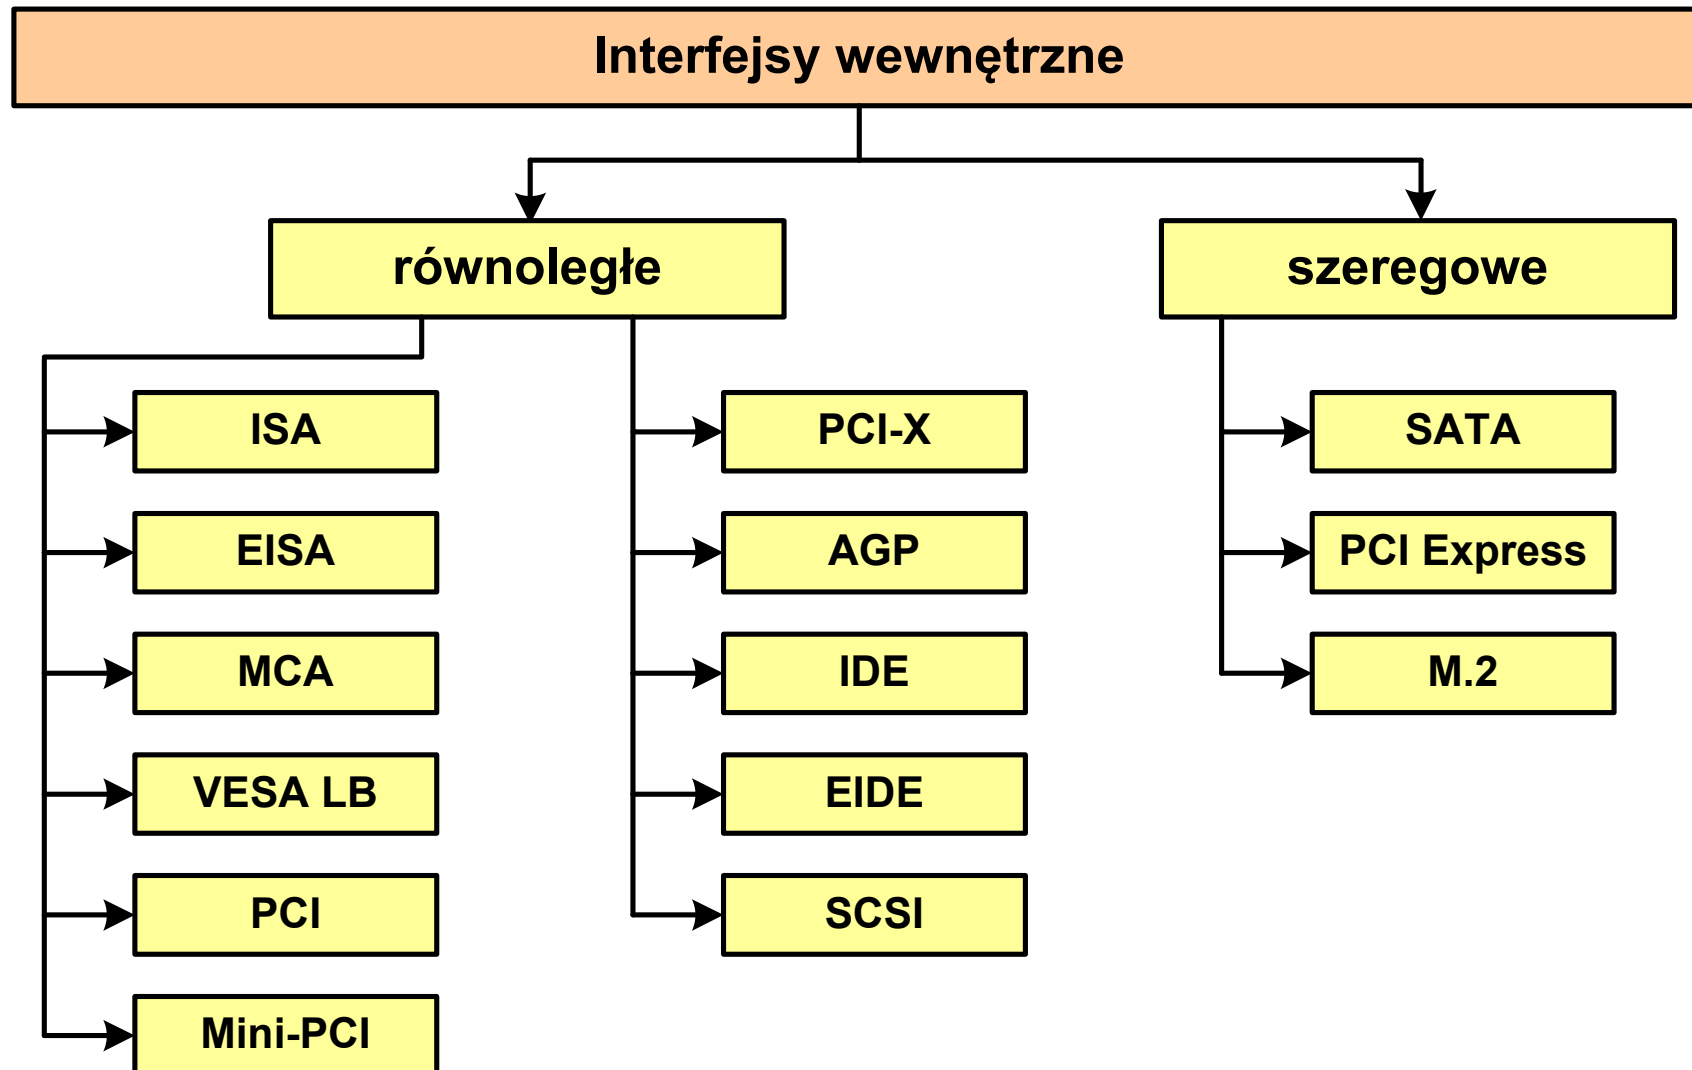 Interfejsy wewnętrzne
równoległe
szeregowe
ISA
EISA
MCA
VESA LB
PCI
Mini-PCI
PCI-X
AGP
IDE
EIDE
SCSI
SATA
PCI Express
M.2